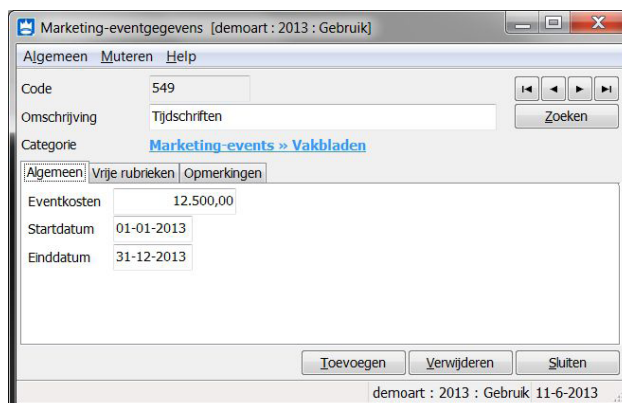 Marketing-eventgegevens [demoart : 2013 : Gebruik]
Algemeen Muteren Help
Code 549
Omschrijving Tijdschriften Zoeken
Categorie Marketing-events » Vakbladen
Algemeen Vrije rubrieken Opmerkingen
Eventkosten 12.500,00
Startdatum 01-01-2013
Einddatum 31-12-2013
Toevoegen Verwijderen Sluiten
demoart : 2013 : Gebruik 11-6-2013